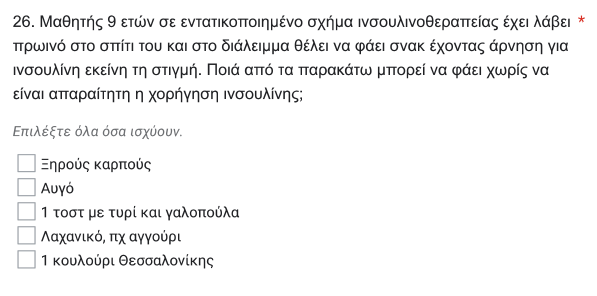 26. Μαθητής 9 ετών σε εντατικοποιημένο σχήμα ινσουλινοθεραπείας έχει λάβει *
πρωινό στο σπίτι του και στο διάλειμμα θέλει να φάει σνακ έχοντας άρνηση για
ινσουλίνη εκείνη τη στιγμή. Ποιά από τα παρακάτω μπορεί να φάει χωρίς να
είναι απαραίτητη η χορήγηση ινσουλίνης;
Επιλέξτε όλα όσα ισχύουν.
Ξηρούς καρπούς
Αυγό
1 τοστ με τυρί και γαλοπούλα
Λαχανικό, πχ αγγούρι
1 κουλούρι Θεσσαλονίκης